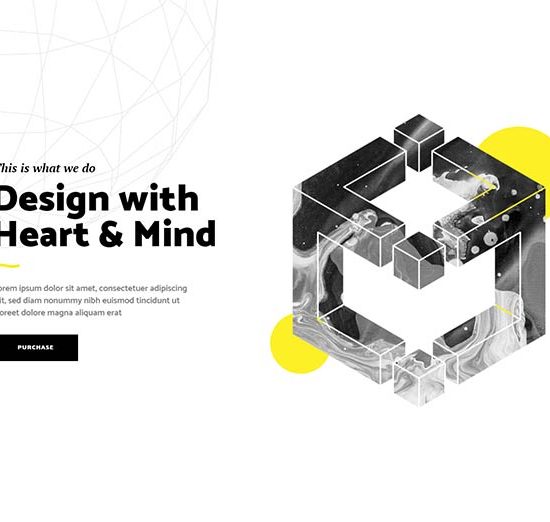 This is what we do
Design with
Heart & Mind
orem ipsum dolor sit amet, consectetuer adipiscing
it, sed diam nonummy nibh euismod tincidunt ut
oreet dolore magna aliquam erat
PURCHASE